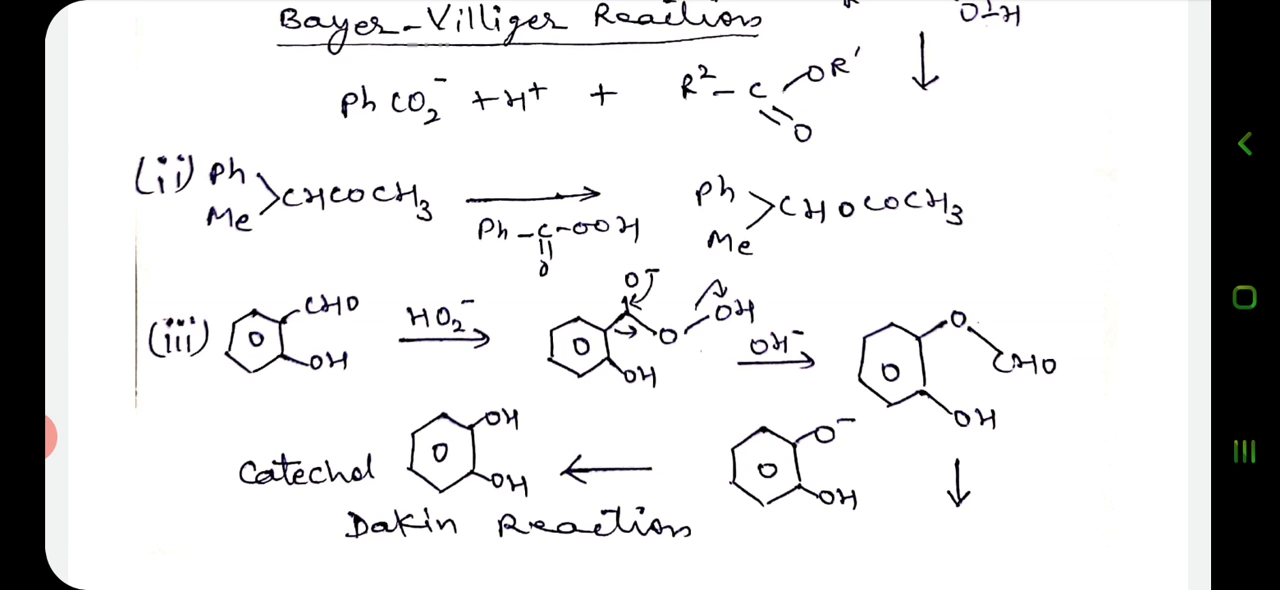 Bayer-Villiger Reaction
O-H
PhCO₂⁻ + H⁺ + R²-C OR' O
(ii) Ph Me CHCOCH₃ Ph-C-OOH O Ph Me CHOCOCH₃
(iii) O CHO OH HO₂⁻ O O⁻ O OH OH OH⁻ O O CHO OH
Catechol O OH OH O O⁻ OH
Dakin Reaction